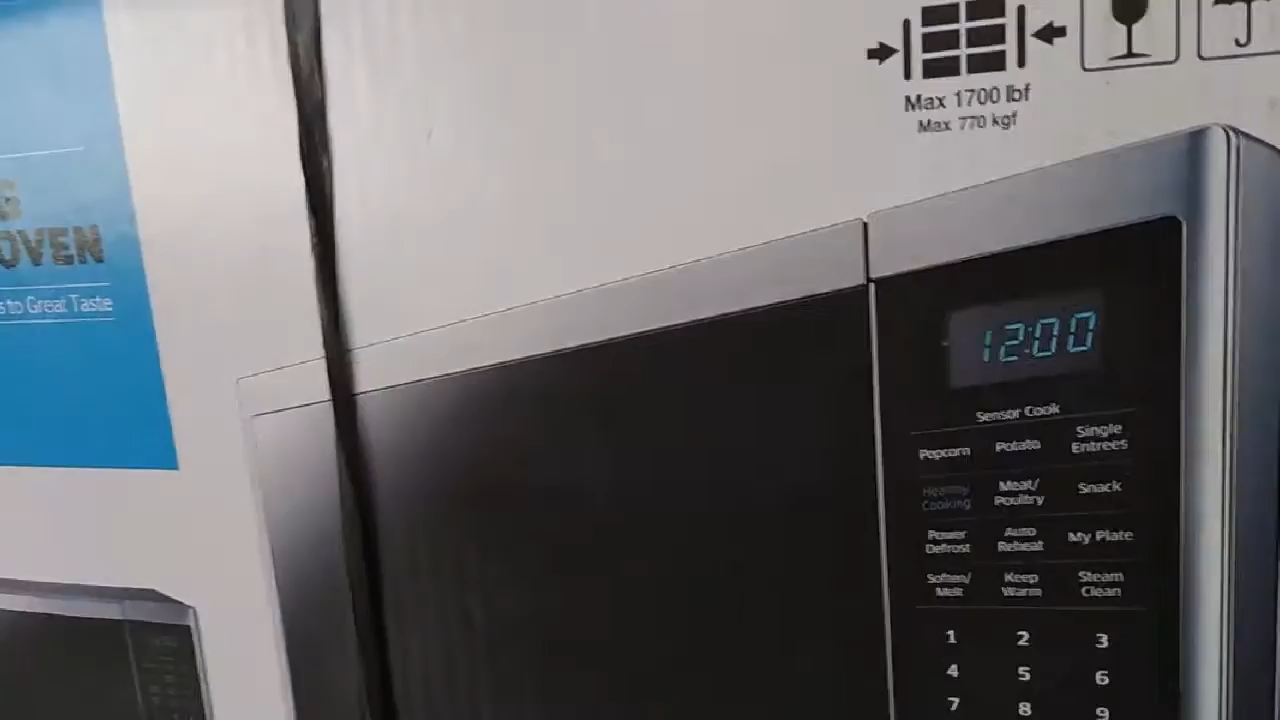 G
OVEN
s to Great Taste
Max 1700 lbf
Max 770 kgf
12:00
Sensor Cook
Popcorn
Potato
Single
Entrees
Healthy
Cooking
Meat/
Poultry
Snack
Power
Defrost
Auto
Reheat
My Plate
Soften/
Melt
Keep
Warm
Steam
Clean
1 2 3
4 5 6
7 8 9